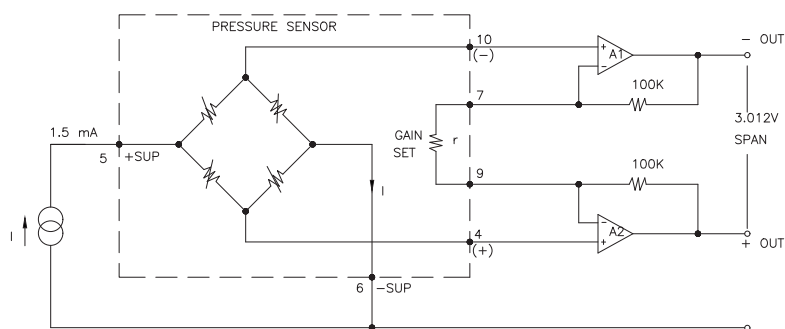 PRESSURE SENSOR
10
(-)
+
A1
-
- OUT
100K
7
3.012V
SPAN
1.5 mA
5
+SUP
GAIN
SET
r
I
9
100K
-
A2
+
4
(+)
+ OUT
I
6
-SUP